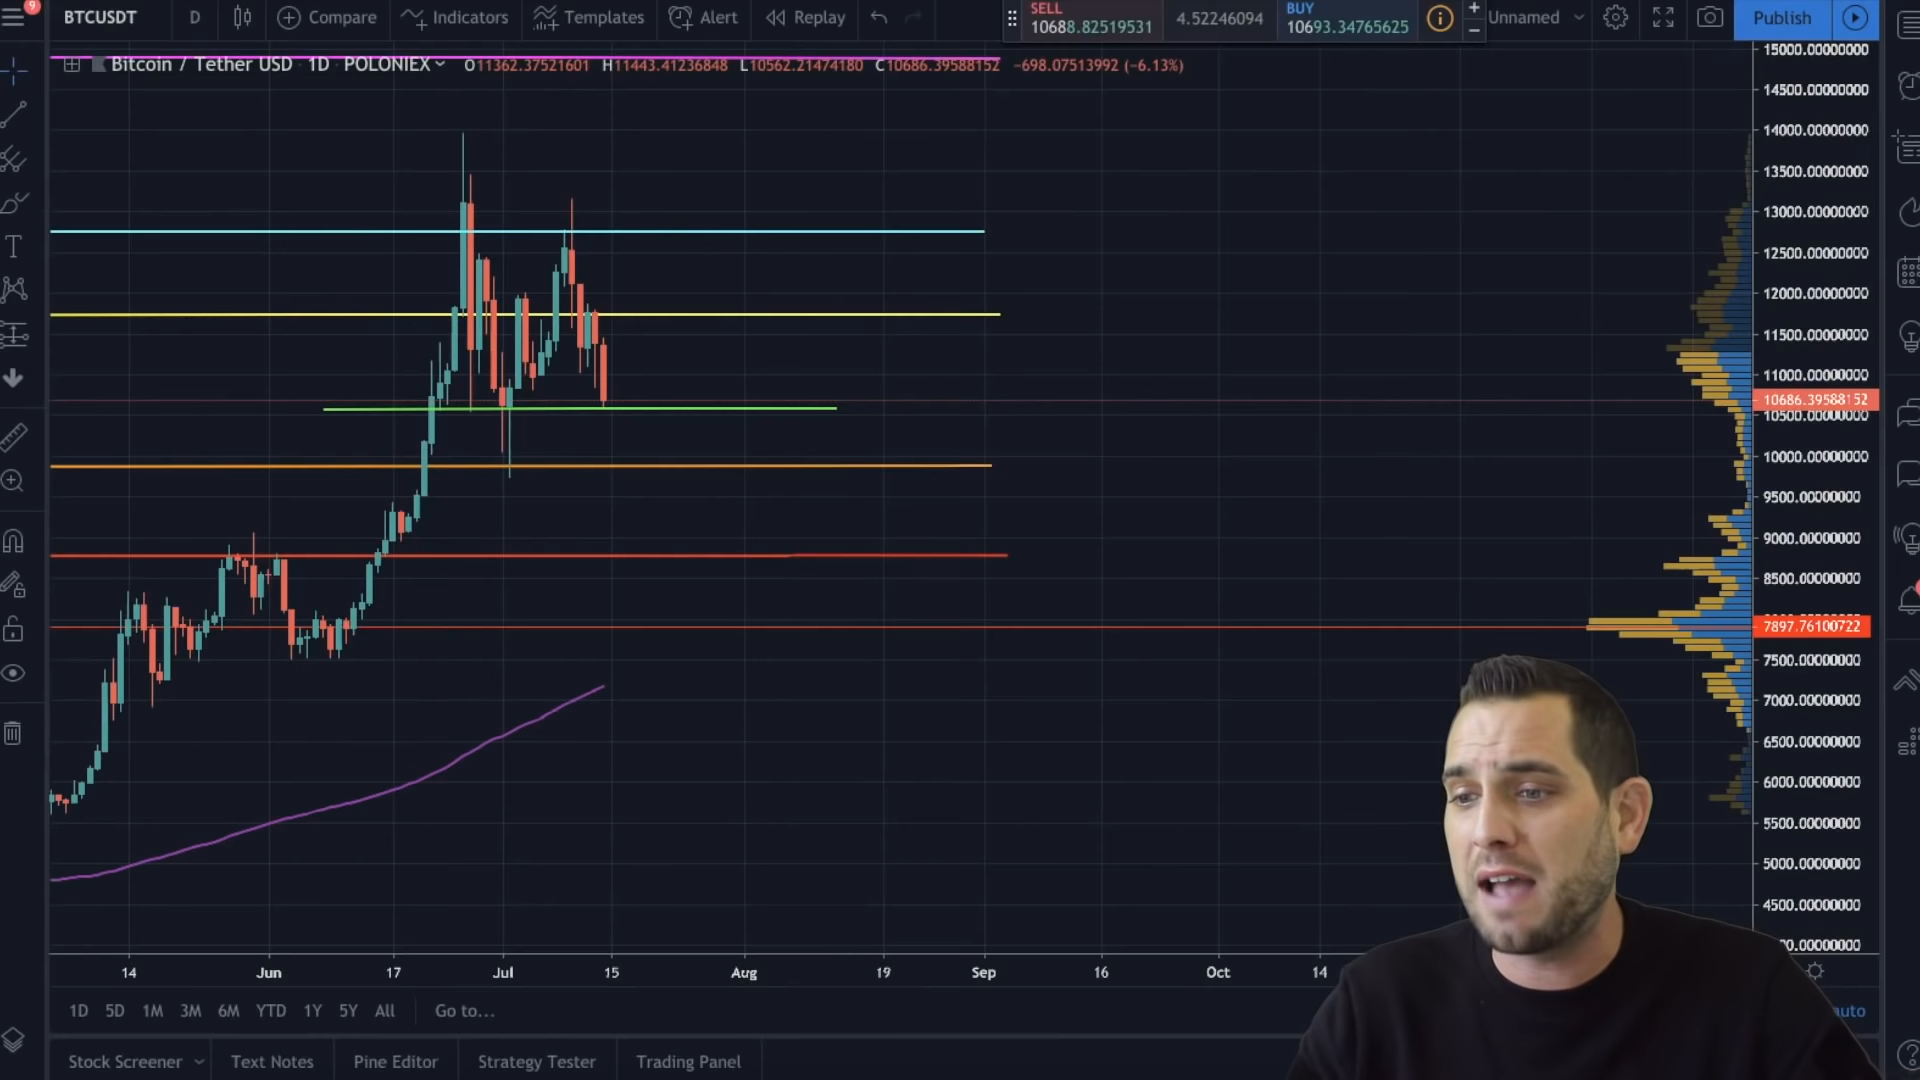 9
BTCUSDT D Compare Indicators Templates Alert Replay
SELL
10688.82519531
4.52246094
BUY
10693.34765625
Unnamed
Publish
Bitcoin / Tether USD 1D POLONIEX O11362.37521601 H11443.41236848 L10562.21474180 C10686.39588152 −698.07513992 (−6.13%)
15000.00000000
14500.00000000
14000.00000000
13500.00000000
13000.00000000
12500.00000000
12000.00000000
11500.00000000
11000.00000000
10686.39588152
10500.00000000
10000.00000000
9500.00000000
9000.00000000
8500.00000000
7897.76100722
7500.00000000
7000.00000000
6500.00000000
6000.00000000
5500.00000000
5000.00000000
4500.00000000
14 Jun 17 Jul 15 Aug 19 Sep 16 Oct 14
1D 5D 1M 3M 6M YTD 1Y 5Y All Go to...
auto
Stock Screener Text Notes Pine Editor Strategy Tester Trading Panel